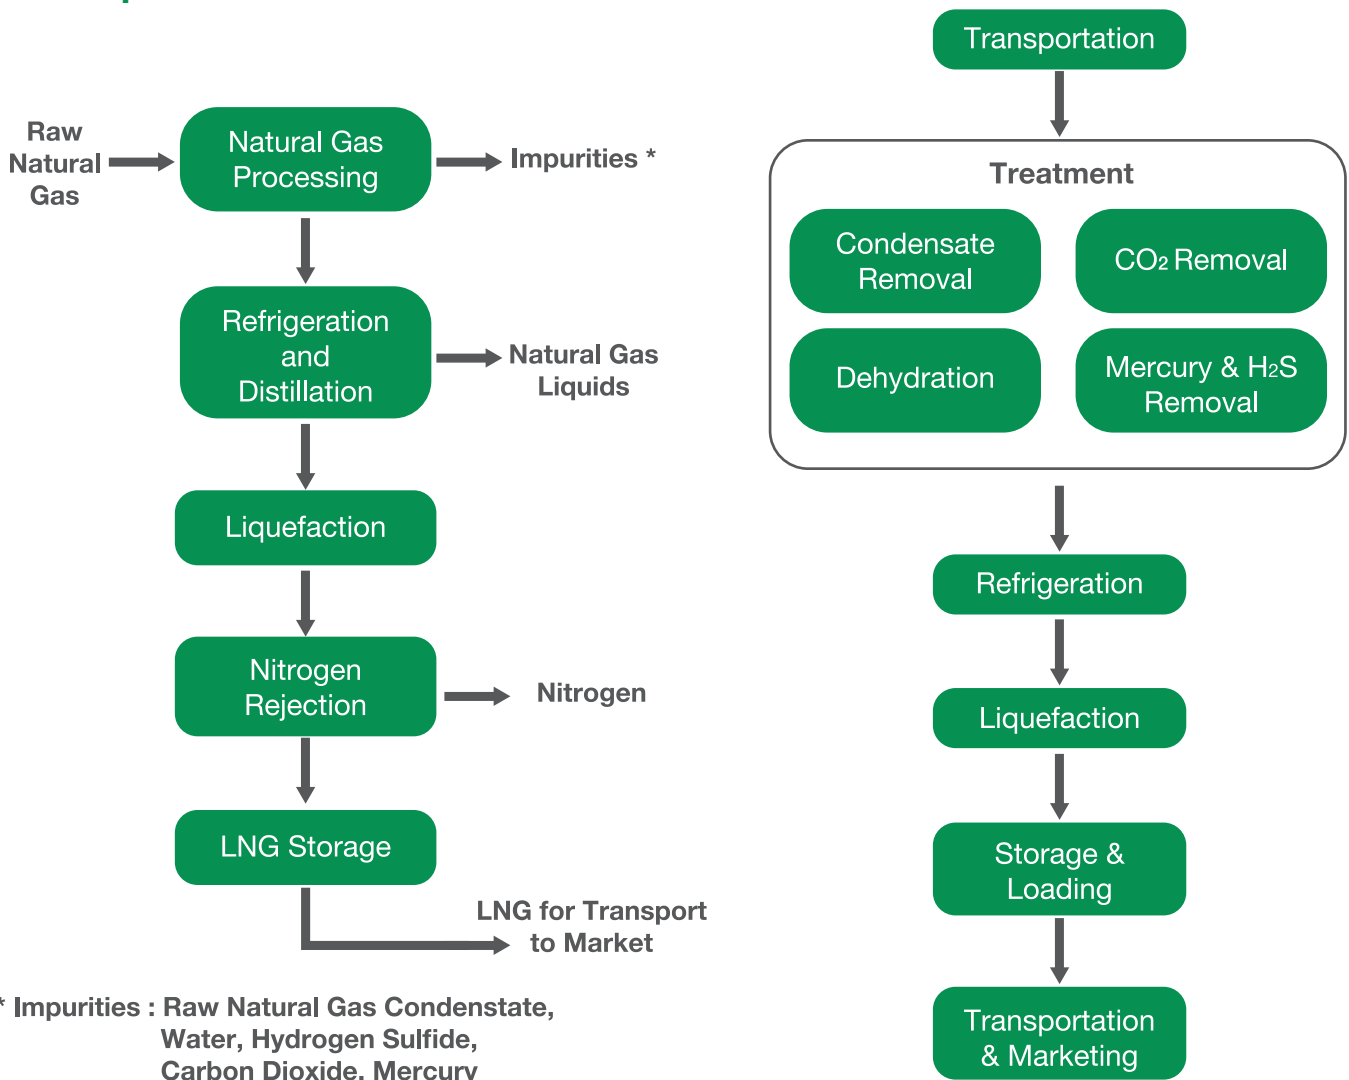 Raw
Natural
Gas
Natural Gas
Processing
Impurities *
Refrigeration
and
Distillation
Natural Gas
Liquids
Liquefaction
Nitrogen
Rejection
Nitrogen
LNG Storage
LNG for Transport
to Market
* Impurities : Raw Natural Gas Condenstate,
Water, Hydrogen Sulfide,
Carbon Dioxide, Mercury
Transportation
Treatment
Condensate
Removal
CO2 Removal
Dehydration
Mercury & H2S
Removal
Refrigeration
Liquefaction
Storage &
Loading
Transportation
& Marketing